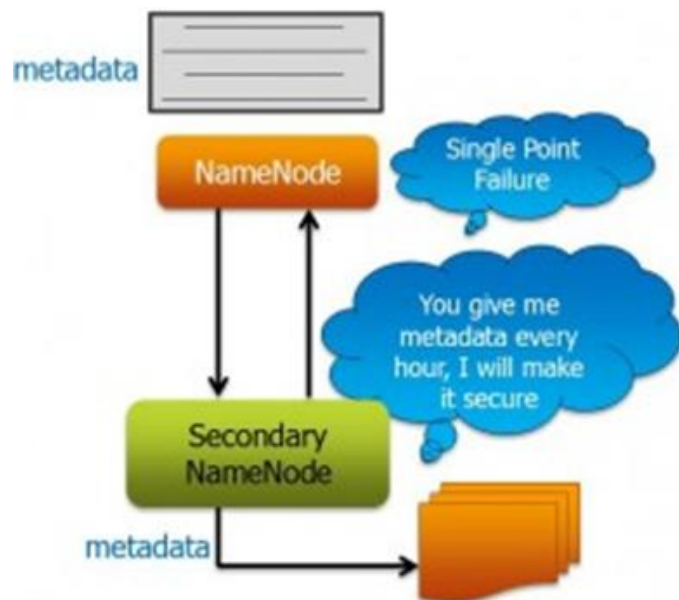 metadata
NameNode
Single Point
Failure
You give me
metadata every
hour, I will make
it secure
Secondary
NameNode
metadata